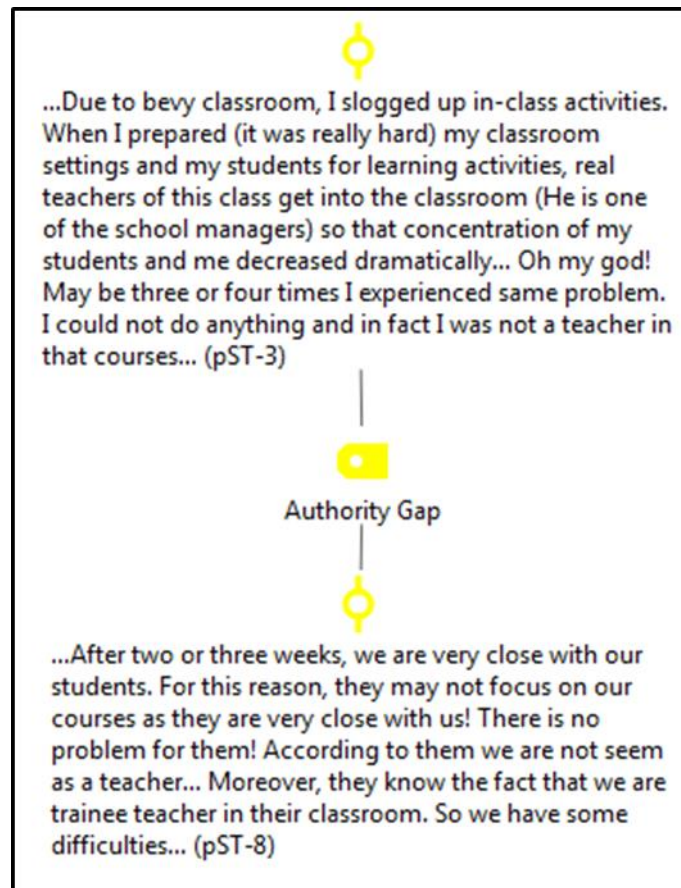 ...Due to bevy classroom, I slogged up in-class activities.
When I prepared (it was really hard) my classroom
settings and my students for learning activities, real
teachers of this class get into the classroom (He is one
of the school managers) so that concentration of my
students and me decreased dramatically... Oh my god!
May be three or four times I experienced same problem.
I could not do anything and in fact I was not a teacher in
that courses... (pST-3)
Authority Gap
...After two or three weeks, we are very close with our
students. For this reason, they may not focus on our
courses as they are very close with us! There is no
problem for them! According to them we are not seem
as a teacher... Moreover, they know the fact that we are
trainee teacher in their classroom. So we have some
difficulties... (pST-8)